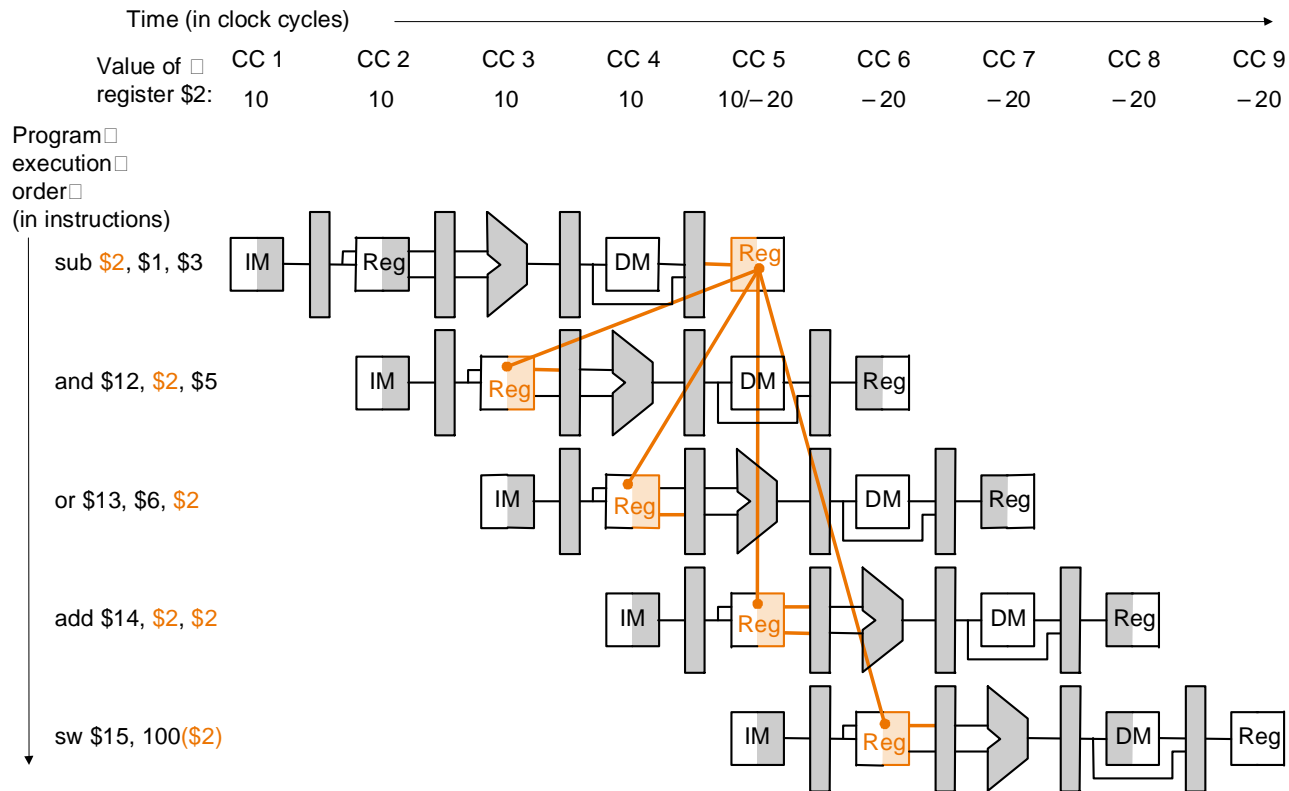 Time (in clock cycles)
CC 1 CC 2 CC 3 CC 4 CC 5 CC 6 CC 7 CC 8 CC 9
Value of □
register $2: 10 10 10 10 10/– 20 – 20 – 20 – 20 – 20
Program□
execution□
order□
(in instructions)
sub $2, $1, $3 IM Reg DM Reg
and $12, $2, $5 IM Reg DM Reg
or $13, $6, $2 IM Reg DM Reg
add $14, $2, $2 IM Reg DM Reg
sw $15, 100($2) IM Reg DM Reg